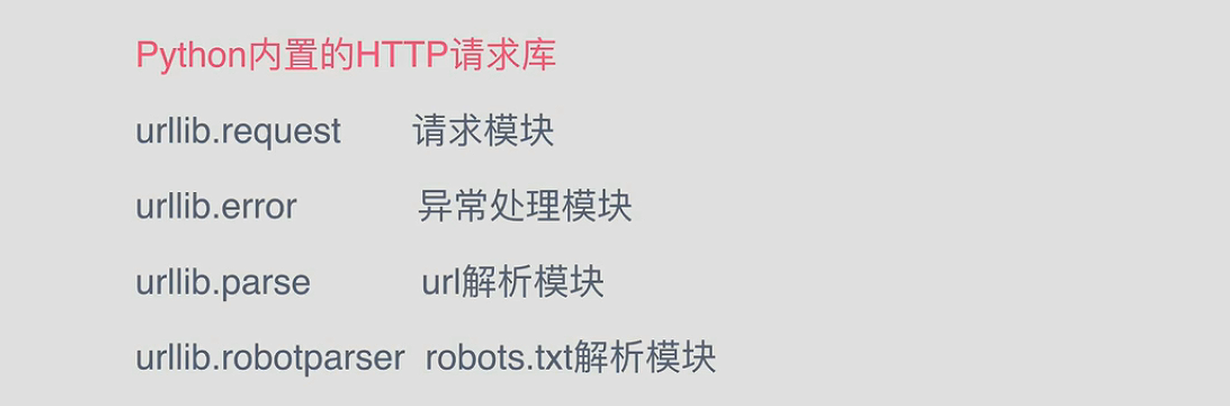 Python内置的HTTP请求库
urllib.request 请求模块
urllib.error 异常处理模块
urllib.parse url解析模块
urllib.robotparser robots.txt解析模块